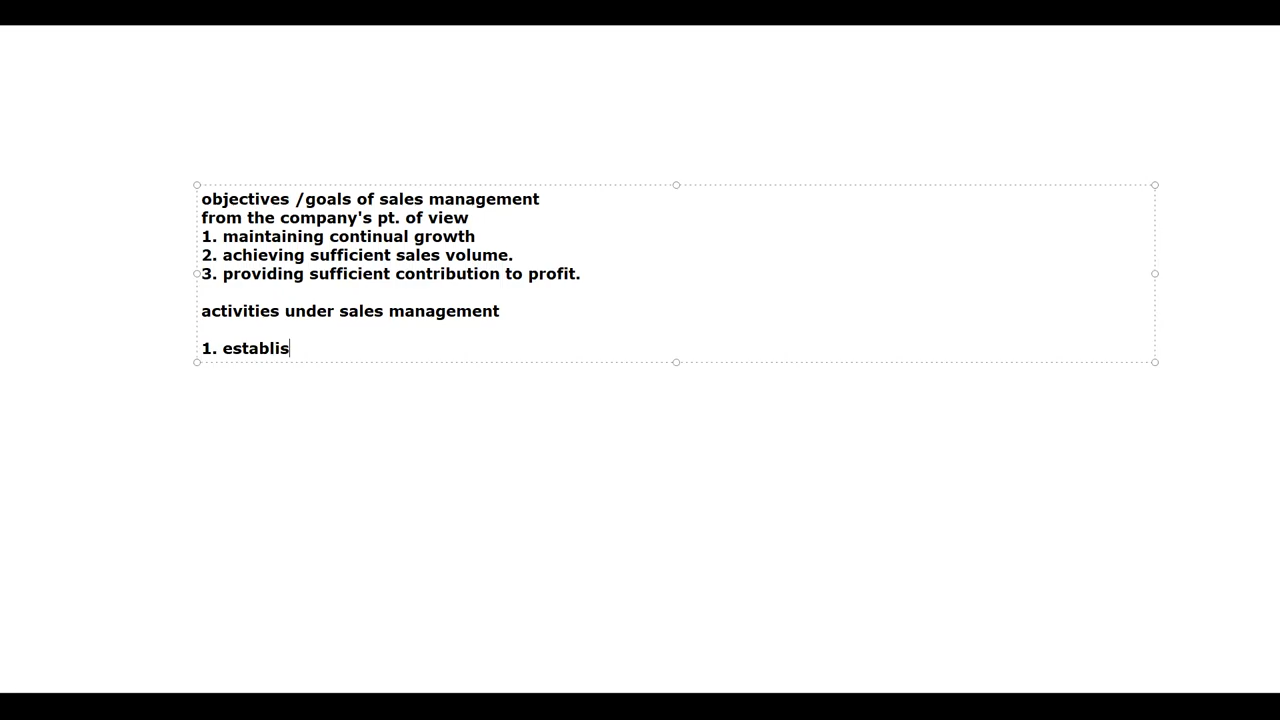 objectives /goals of sales management
from the company's pt. of view
1. maintaining continual growth
2. achieving sufficient sales volume.
3. providing sufficient contribution to profit.
activities under sales management
1. establis